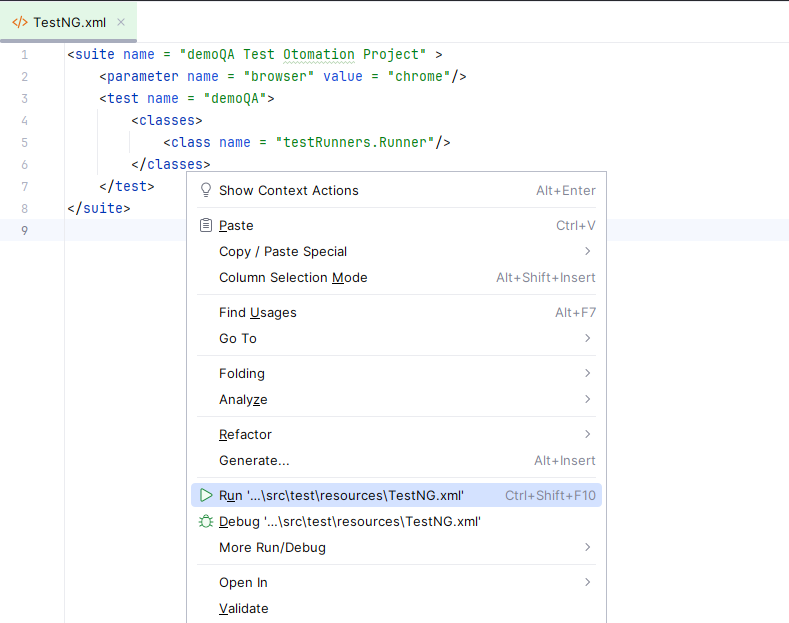 </> TestNG.xml ×
1 <suite name = "demoQA Test Otomation Project" >
2 <parameter name = "browser" value = "chrome"/>
3 <test name = "demoQA">
4 <classes>
5 <class name = "testRunners.Runner"/>
6 </classes>
7 </test>
8 </suite>
9
Show Context Actions Alt+Enter
Paste Ctrl+V
Copy / Paste Special
Column Selection Mode Alt+Shift+Insert
Find Usages Alt+F7
Go To
Folding
Analyze
Refactor
Generate... Alt+Insert
Run '...\src\test\resources\TestNG.xml' Ctrl+Shift+F10
Debug '...\src\test\resources\TestNG.xml'
More Run/Debug
Open In
Validate